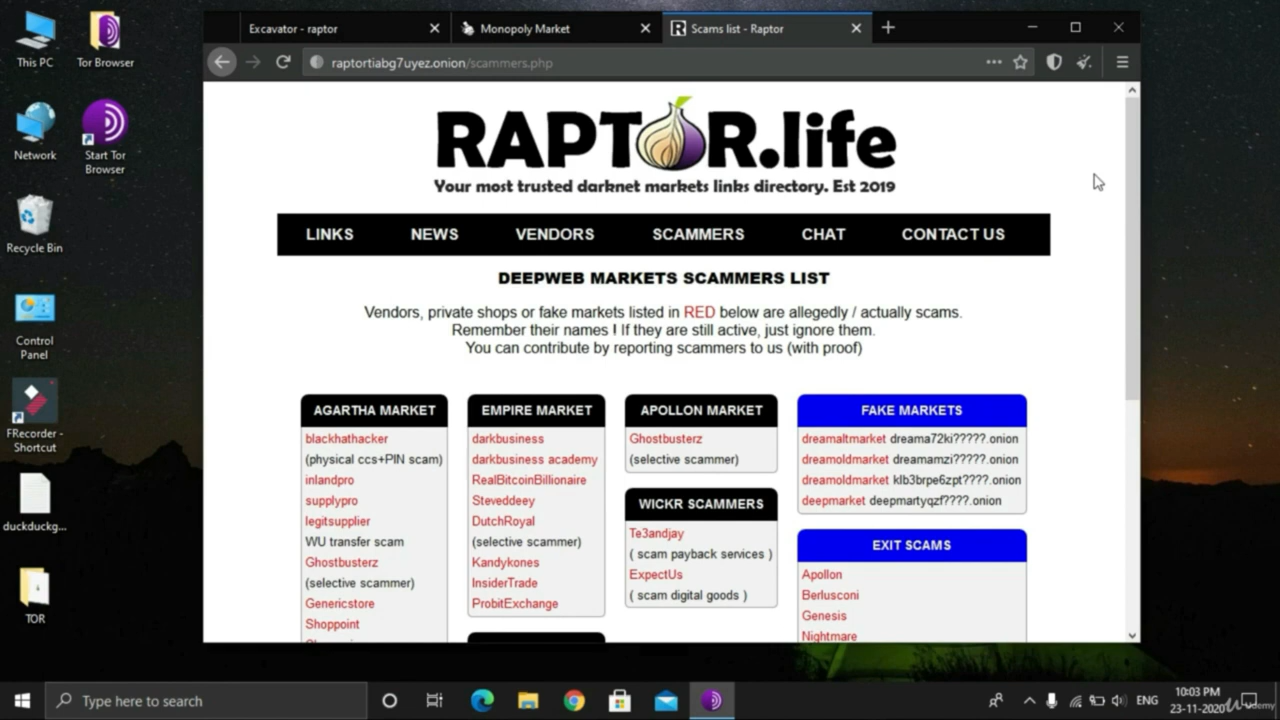 This PC
Tor Browser
Network
Start Tor
Browser
Recycle Bin
Control
Panel
FRecorder -
Shortcut
duckduckg...
TOR
Excavator - raptor
Monopoly Market
Scams list - Raptor
raptortiabg7uyez.onion/scammers.php
RAPTOR.life
Your most trusted darknet markets links directory. Est 2019
LINKS NEWS VENDORS SCAMMERS CHAT CONTACT US
DEEPWEB MARKETS SCAMMERS LIST
Vendors, private shops or fake markets listed in RED below are allegedly / actually scams.
Remember their names ! If they are still active, just ignore them.
You can contribute by reporting scammers to us (with proof)
AGARTHA MARKET
blackhathacker
(physical ccs+PIN scam)
inlandpro
supplypro
legitsupplier
WU transfer scam
Ghostbusterz
(selective scammer)
Genericstore
Shoppoint
EMPIRE MARKET
darkbusiness
darkbusiness academy
RealBitcoinBillionaire
Steveddeey
DutchRoyal
(selective scammer)
Kandykones
InsiderTrade
ProbitExchange
APOLLON MARKET
Ghostbusterz
(selective scammer)
WICKR SCAMMERS
Te3andjay
( scam payback services )
ExpectUs
( scam digital goods )
FAKE MARKETS
dreamaltmarket dreama72ki?????.onion
dreamoldmarket dreamamzi?????.onion
dreamoldmarket klb3brpe6zpt????.onion
deepmarket deepmartyqzf????.onion
EXIT SCAMS
Apollon
Berlusconi
Genesis
Nightmare
Type here to search
ENG
10:03 PM
23-11-2020